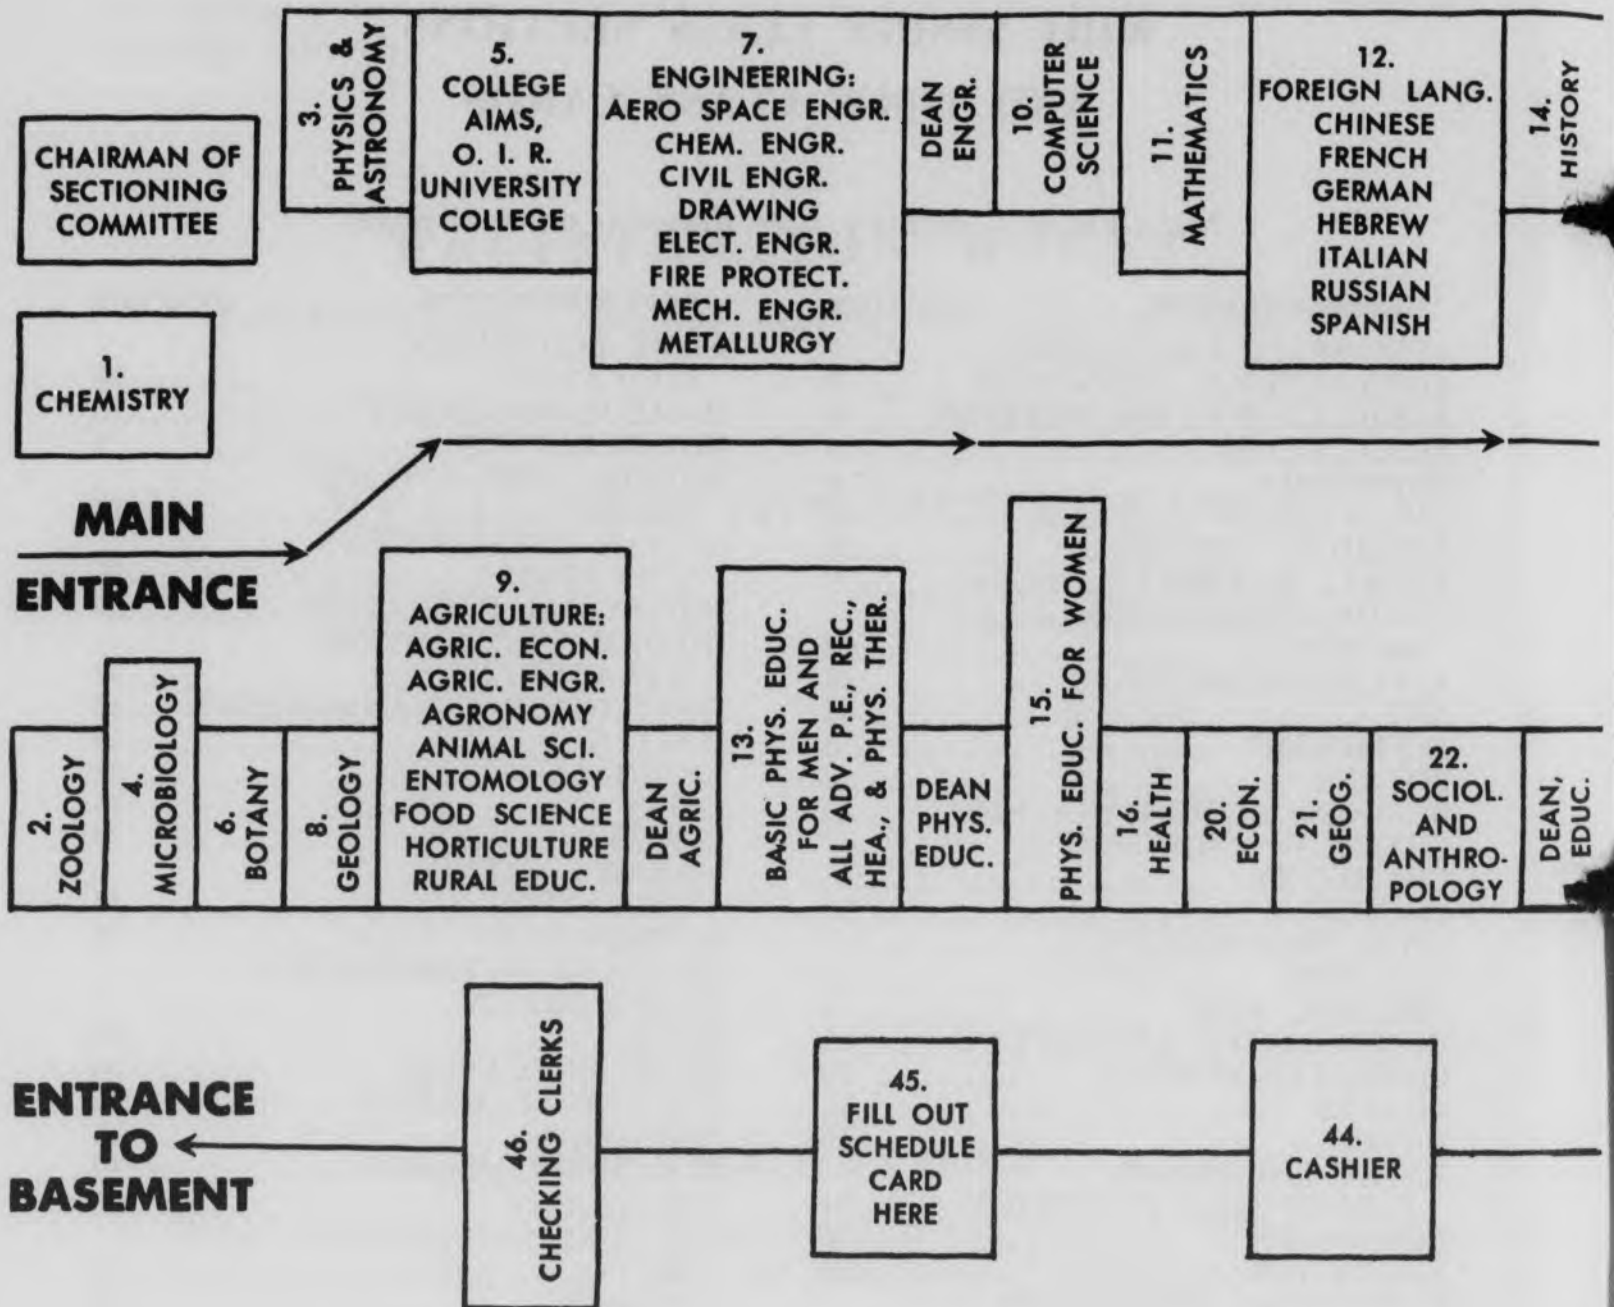 CHAIRMAN OF
SECTIONING
COMMITTEE
3.
PHYSICS &
ASTRONOMY
5.
COLLEGE
AIMS,
O. I. R.
UNIVERSITY
COLLEGE
7.
ENGINEERING:
AERO SPACE ENGR.
CHEM. ENGR.
CIVIL ENGR.
DRAWING
ELECT. ENGR.
FIRE PROTECT.
MECH. ENGR.
METALLURGY
DEAN
ENGR.
10.
COMPUTER
SCIENCE
11.
MATHEMATICS
12.
FOREIGN LANG.
CHINESE
FRENCH
GERMAN
HEBREW
ITALIAN
RUSSIAN
SPANISH
14.
HISTORY
1.
CHEMISTRY
MAIN
ENTRANCE
2.
ZOOLOGY
4.
MICROBIOLOGY
6.
BOTANY
8.
GEOLOGY
9.
AGRICULTURE:
AGRIC. ECON.
AGRIC. ENGR.
AGRONOMY
ANIMAL SCI.
ENTOMOLOGY
FOOD SCIENCE
HORTICULTURE
RURAL EDUC.
DEAN
AGRIC.
13.
BASIC PHYS. EDUC.
FOR MEN AND
ALL ADV. P.E., REC.,
HEA., & PHYS. THER.
DEAN
PHYS.
EDUC.
15.
PHYS. EDUC. FOR WOMEN
16.
HEALTH
20.
ECON.
21.
GEOG.
22.
SOCIOL.
AND
ANTHRO-
POLOGY
DEAN,
EDUC.
ENTRANCE
TO
BASEMENT
46.
CHECKING CLERKS
45.
FILL OUT
SCHEDULE
CARD
HERE
44.
CASHIER